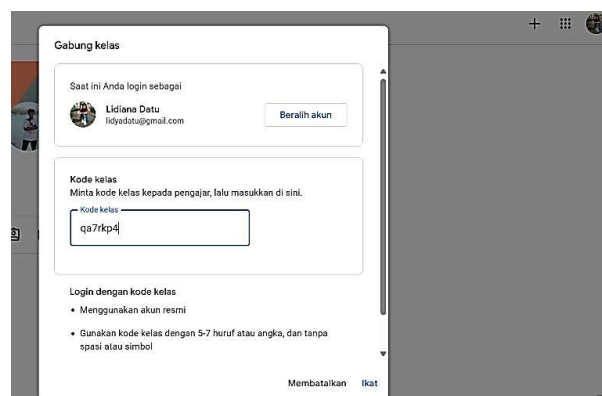 Gabung kelas
Saat ini Anda login sebagai
Lidiana Datu
lidyadatu@gmail.com
Beralih akun
Kode kelas
Minta kode kelas kepada pengajar, lalu masukkan di sini.
Kode kelas
qa7rkp4
Login dengan kode kelas
• Menggunakan akun resmi
• Gunakan kode kelas dengan 5-7 huruf atau angka, dan tanpa
spasi atau simbol
Membatalkan Ikat